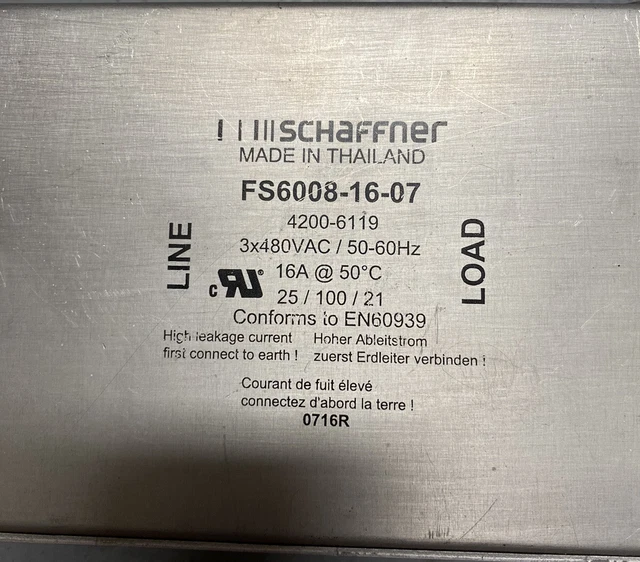 SCHAFFNER
MADE IN THAILAND
FS6008-16-07
4200-6119
3x480VAC / 50-60Hz
16A @ 50°C
25 / 100 / 21
Conforms to EN60939
LINE
LOAD
c RU ®
High leakage current
first connect to earth !
Hoher Ableitstrom
zuerst Erdleiter verbinden !
Courant de fuit élevé
connectez d'abord la terre !
0716R